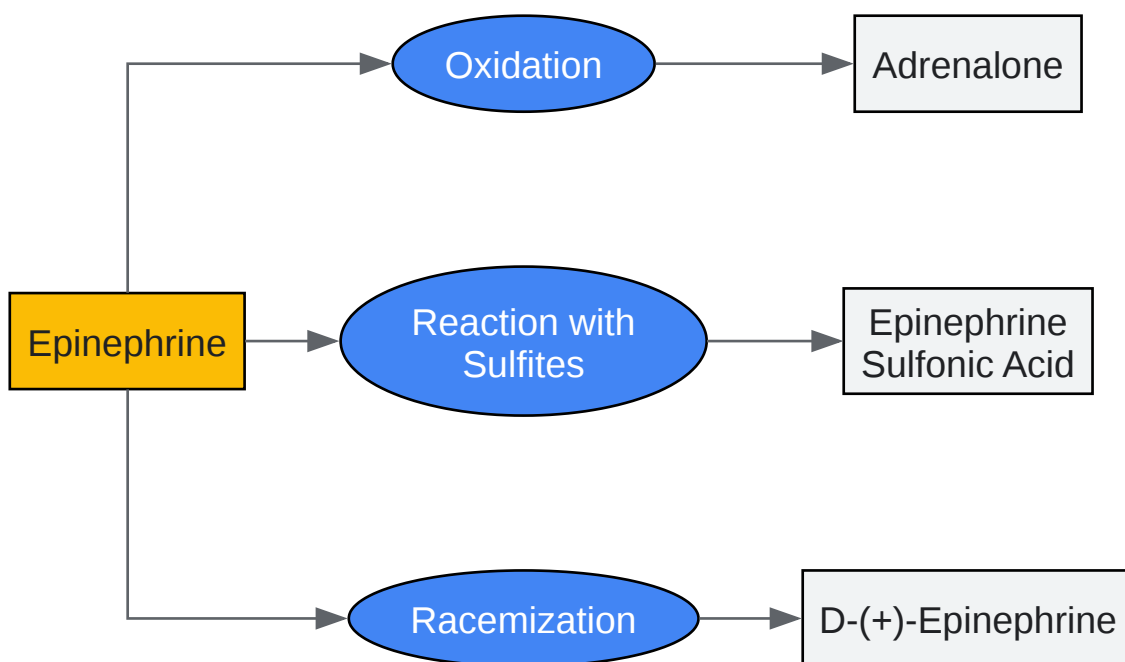 Oxidation
Adrenalone
Epinephrine
Reaction with
Sulfites
Epinephrine
Sulfonic Acid
Racemization
D-(+)-Epinephrine